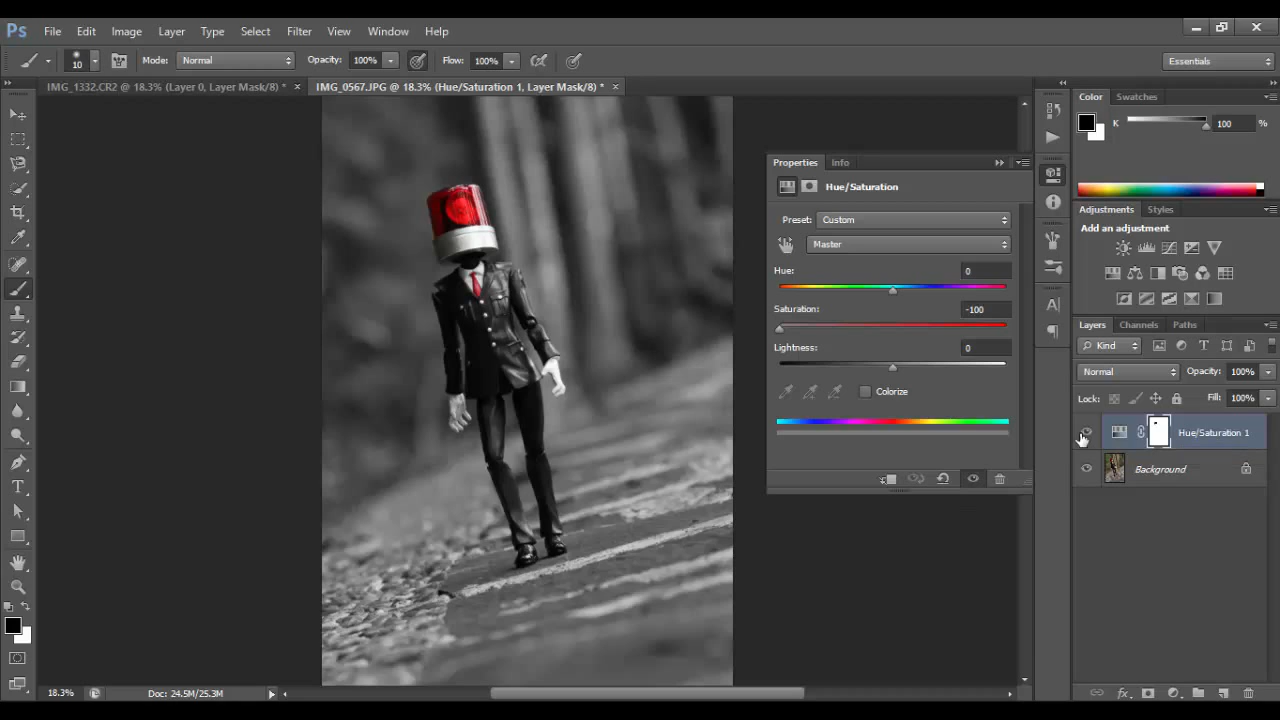 Ps File Edit Image Layer Type Select Filter View Window Help
10 Mode: Normal Opacity: 100% Flow: 100% Essentials
IMG_1332.CR2 @ 18.3% (Layer 0, Layer Mask/8) * × IMG_0567.JPG @ 18.3% (Hue/Saturation 1, Layer Mask/8) * ×
Color Swatches
K 100 %
Properties Info
Hue/Saturation
Preset: Custom
Master
Hue: 0
Saturation: -100
Lightness: 0
Colorize
Adjustments Styles
Add an adjustment
Layers Channels Paths
Kind
Normal Opacity: 100%
Lock: Fill: 100%
Hue/Saturation 1
Background
18.3% Doc: 24.5M/25.3M